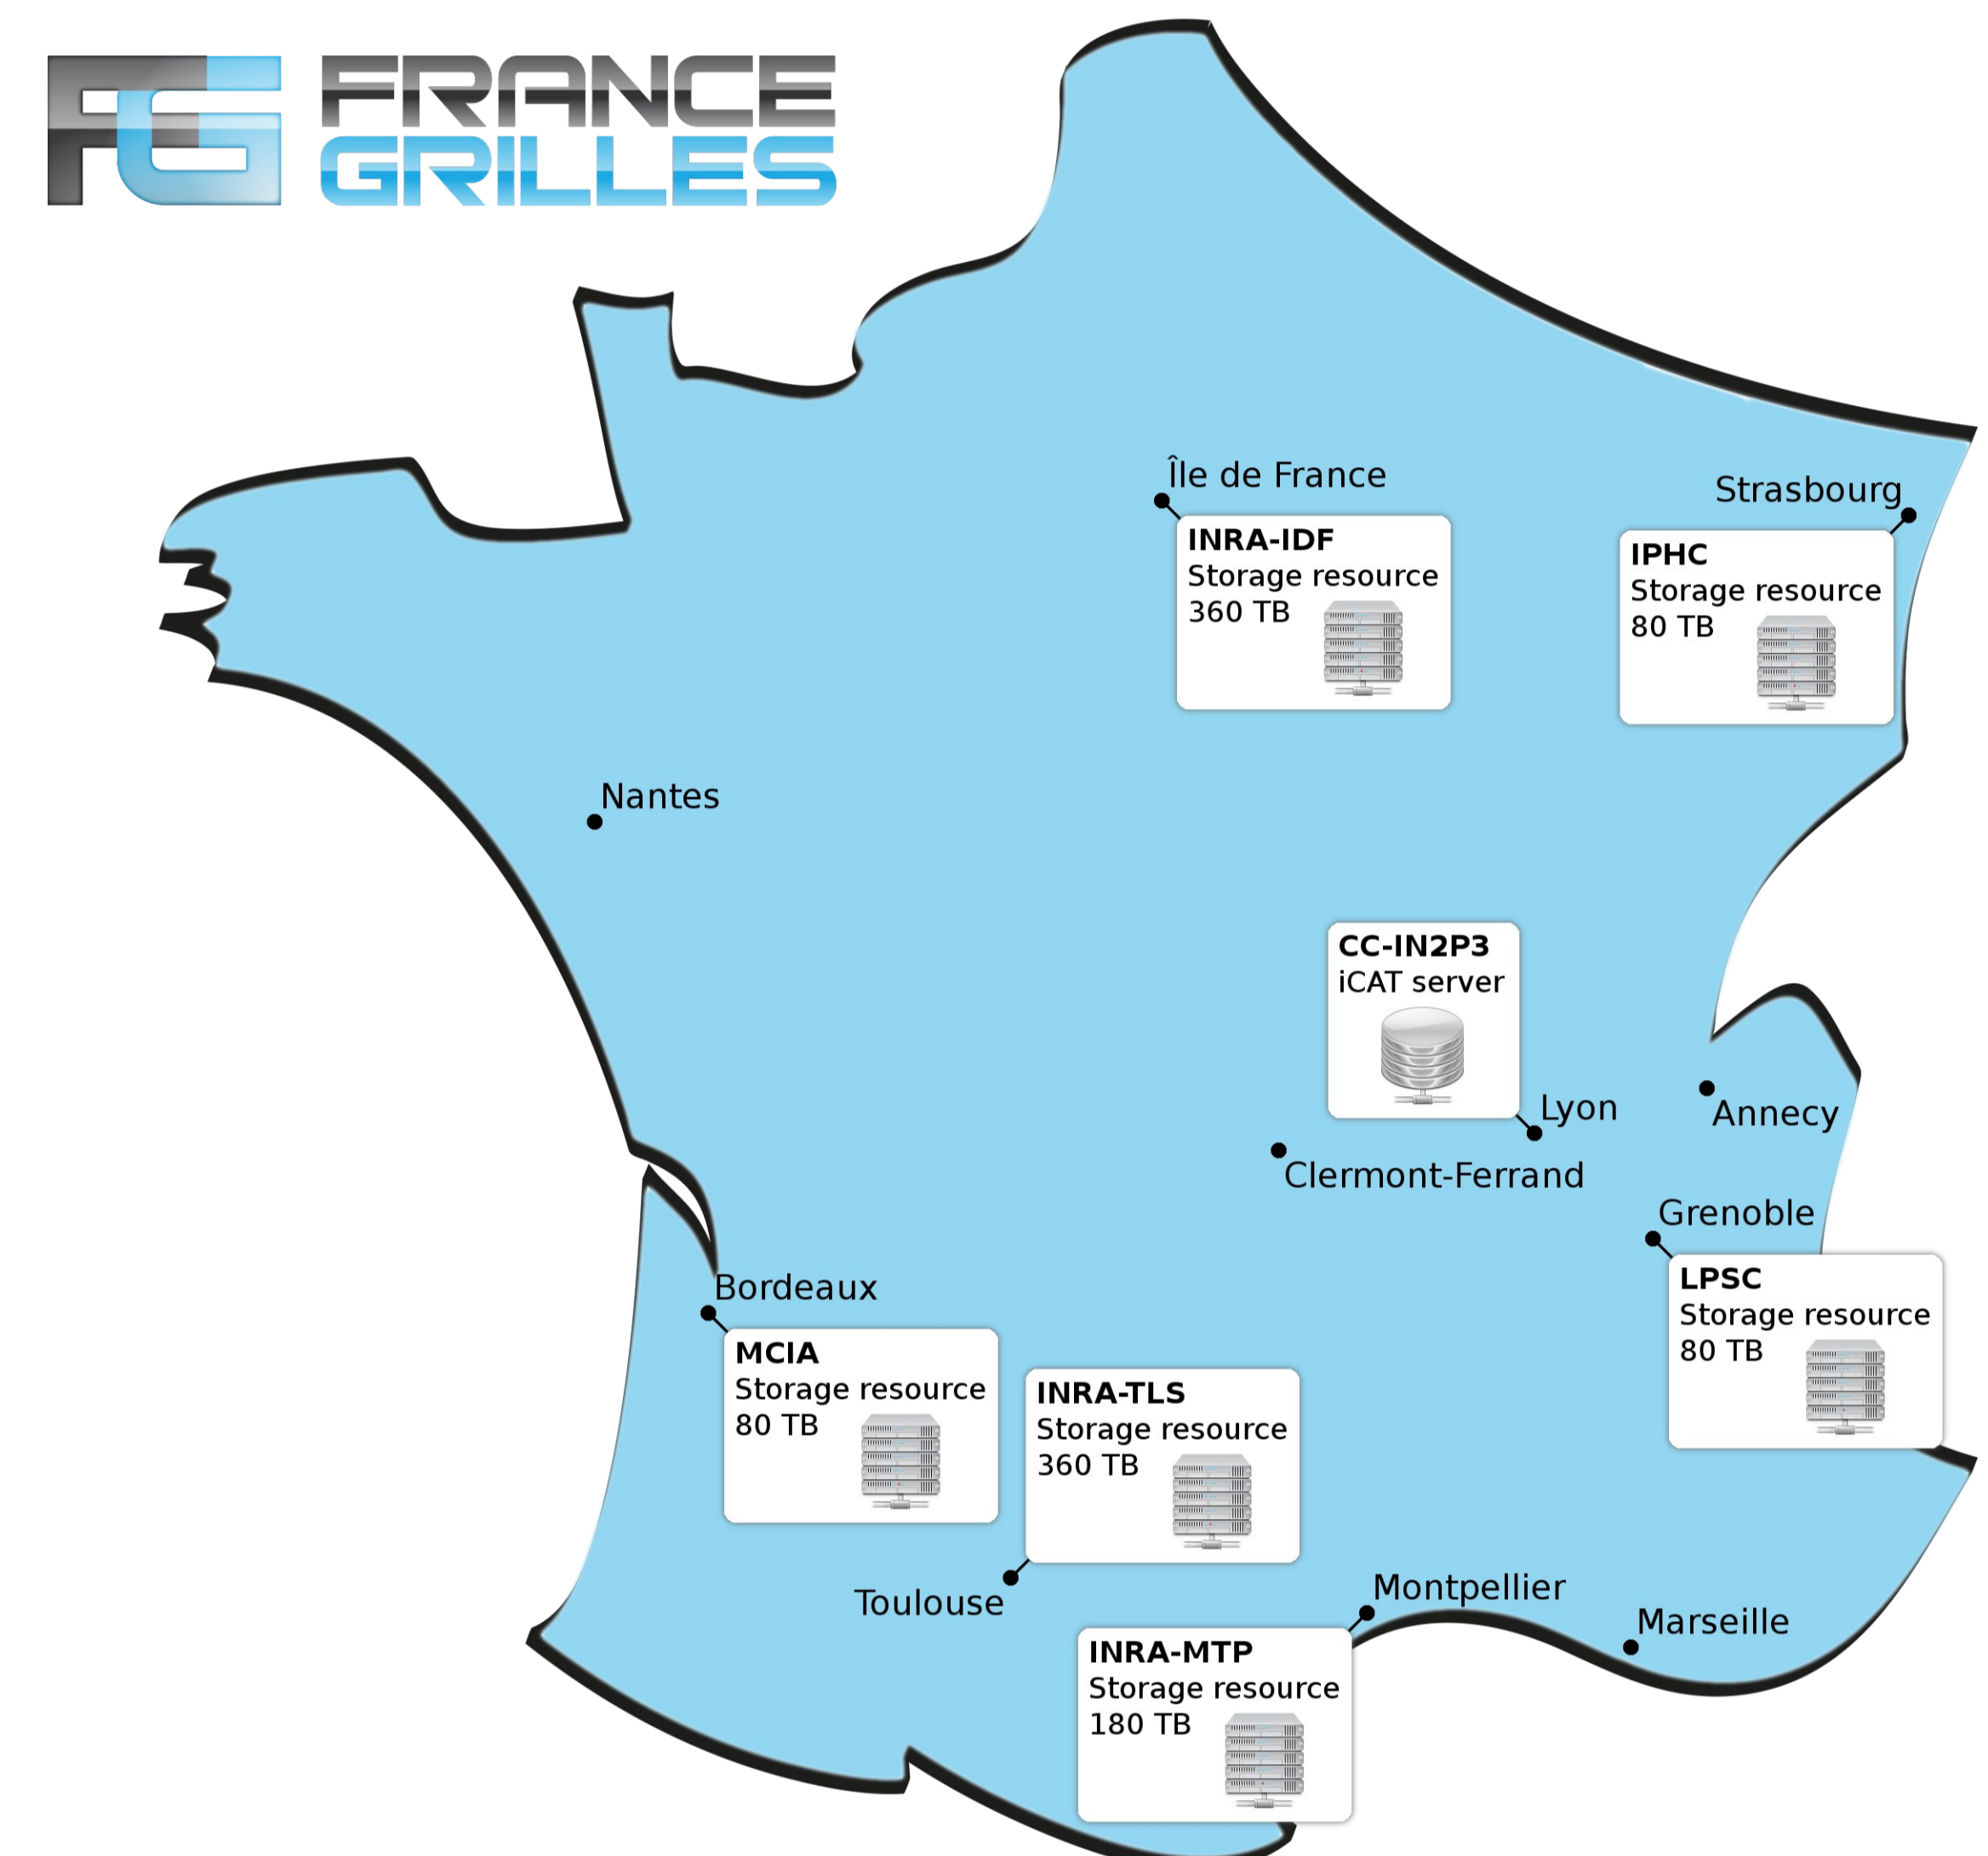 FG FRANCE
GRILLES
Île de France
INRA-IDF
Storage resource
360 TB
Strasbourg
IPHC
Storage resource
80 TB
Nantes
CC-IN2P3
iCAT server
Lyon
Annecy
Clermont-Ferrand
Grenoble
LPSC
Storage resource
80 TB
Bordeaux
MCIA
Storage resource
80 TB
INRA-TLS
Storage resource
360 TB
Toulouse
Montpellier
INRA-MTP
Storage resource
180 TB
Marseille